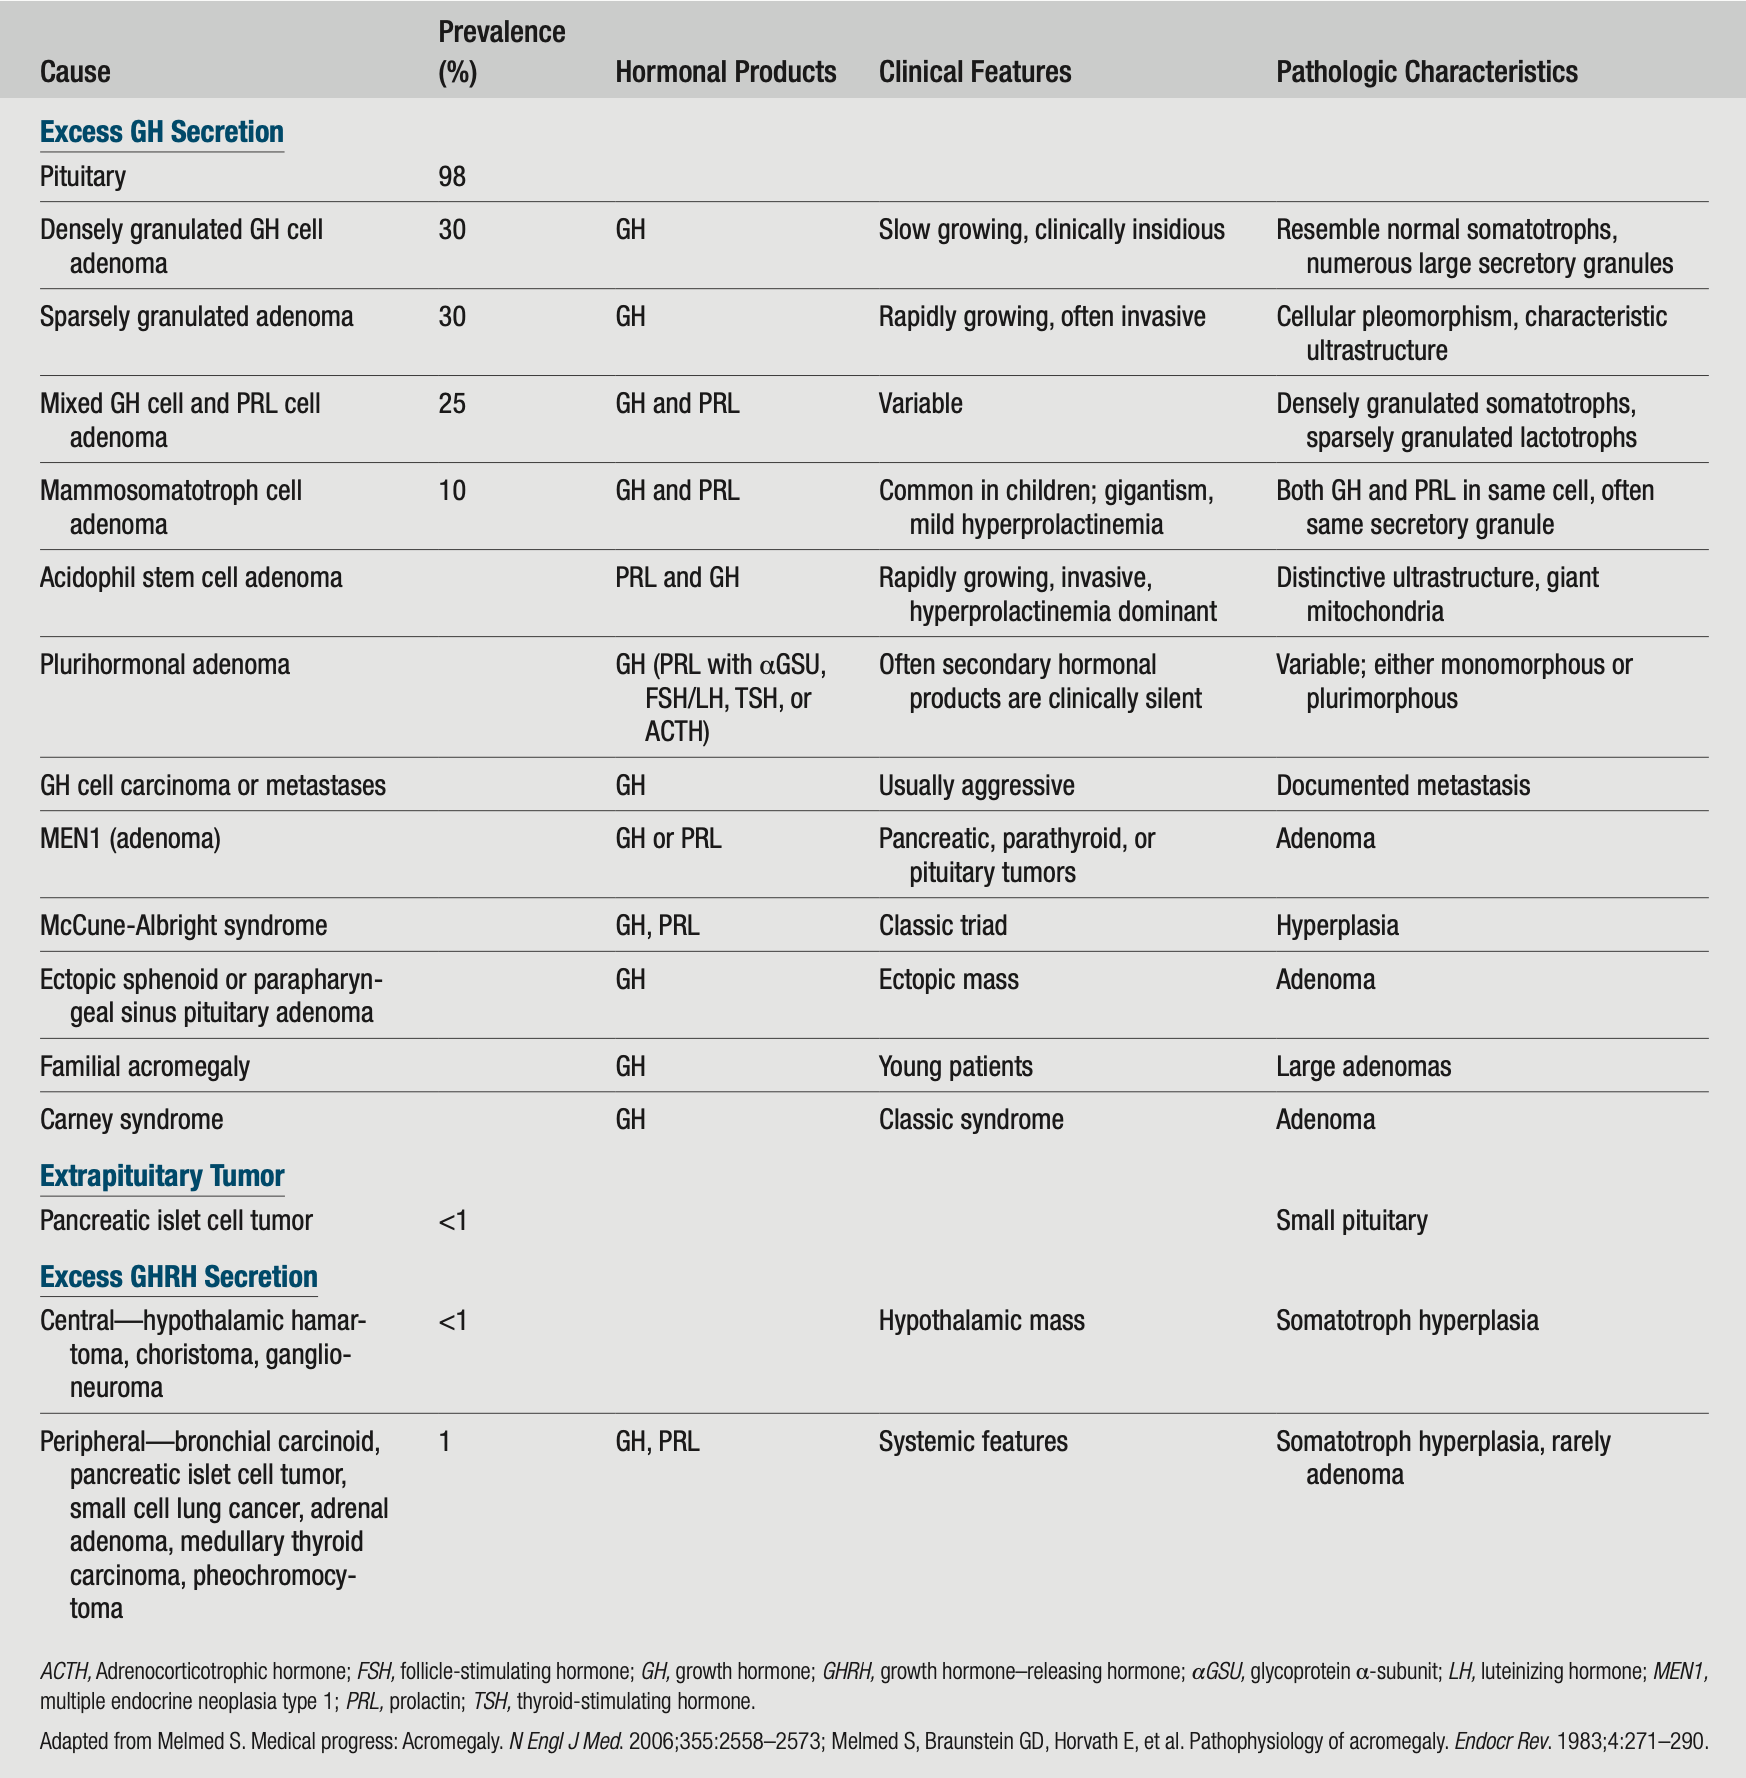 Cause Prevalence (%) Hormonal Products Clinical Features Pathologic Characteristics
Excess GH Secretion
Pituitary 98
Densely granulated GH cell 30 GH Slow growing, clinically insidious Resemble normal somatotrophs,
adenoma numerous large secretory granules
Sparsely granulated adenoma 30 GH Rapidly growing, often invasive Cellular pleomorphism, characteristic
ultrastructure
Mixed GH cell and PRL cell 25 GH and PRL Variable Densely granulated somatotrophs,
adenoma sparsely granulated lactotrophs
Mammosomatotroph cell 10 GH and PRL Common in children; gigantism, Both GH and PRL in same cell, often
adenoma mild hyperprolactinemia same secretory granule
Acidophil stem cell adenoma PRL and GH Rapidly growing, invasive, Distinctive ultrastructure, giant
hyperprolactinemia dominant mitochondria
Plurihormonal adenoma GH (PRL with αGSU, Often secondary hormonal Variable; either monomorphous or
FSH/LH, TSH, or products are clinically silent plurimorphous
ACTH)
GH cell carcinoma or metastases GH Usually aggressive Documented metastasis
MEN1 (adenoma) GH or PRL Pancreatic, parathyroid, or Adenoma
pituitary tumors
McCune-Albright syndrome GH, PRL Classic triad Hyperplasia
Ectopic sphenoid or parapharyn- GH Ectopic mass Adenoma
geal sinus pituitary adenoma
Familial acromegaly GH Young patients Large adenomas
Carney syndrome GH Classic syndrome Adenoma
Extrapituitary Tumor
Pancreatic islet cell tumor <1 Small pituitary
Excess GHRH Secretion
Central—hypothalamic hamar- <1 Hypothalamic mass Somatotroph hyperplasia
toma, choristoma, ganglio-
neuroma
Peripheral—bronchial carcinoid, 1 GH, PRL Systemic features Somatotroph hyperplasia, rarely
pancreatic islet cell tumor, adenoma
small cell lung cancer, adrenal
adenoma, medullary thyroid
carcinoma, pheochromocy-
toma
ACTH, Adrenocorticotrophic hormone; FSH, follicle-stimulating hormone; GH, growth hormone; GHRH, growth hormone–releasing hormone; αGSU, glycoprotein α-subunit; LH, luteinizing hormone; MEN1,
multiple endocrine neoplasia type 1; PRL, prolactin; TSH, thyroid-stimulating hormone.
Adapted from Melmed S. Medical progress: Acromegaly. N Engl J Med. 2006;355:2558–2573; Melmed S, Braunstein GD, Horvath E, et al. Pathophysiology of acromegaly. Endocr Rev. 1983;4:271–290.